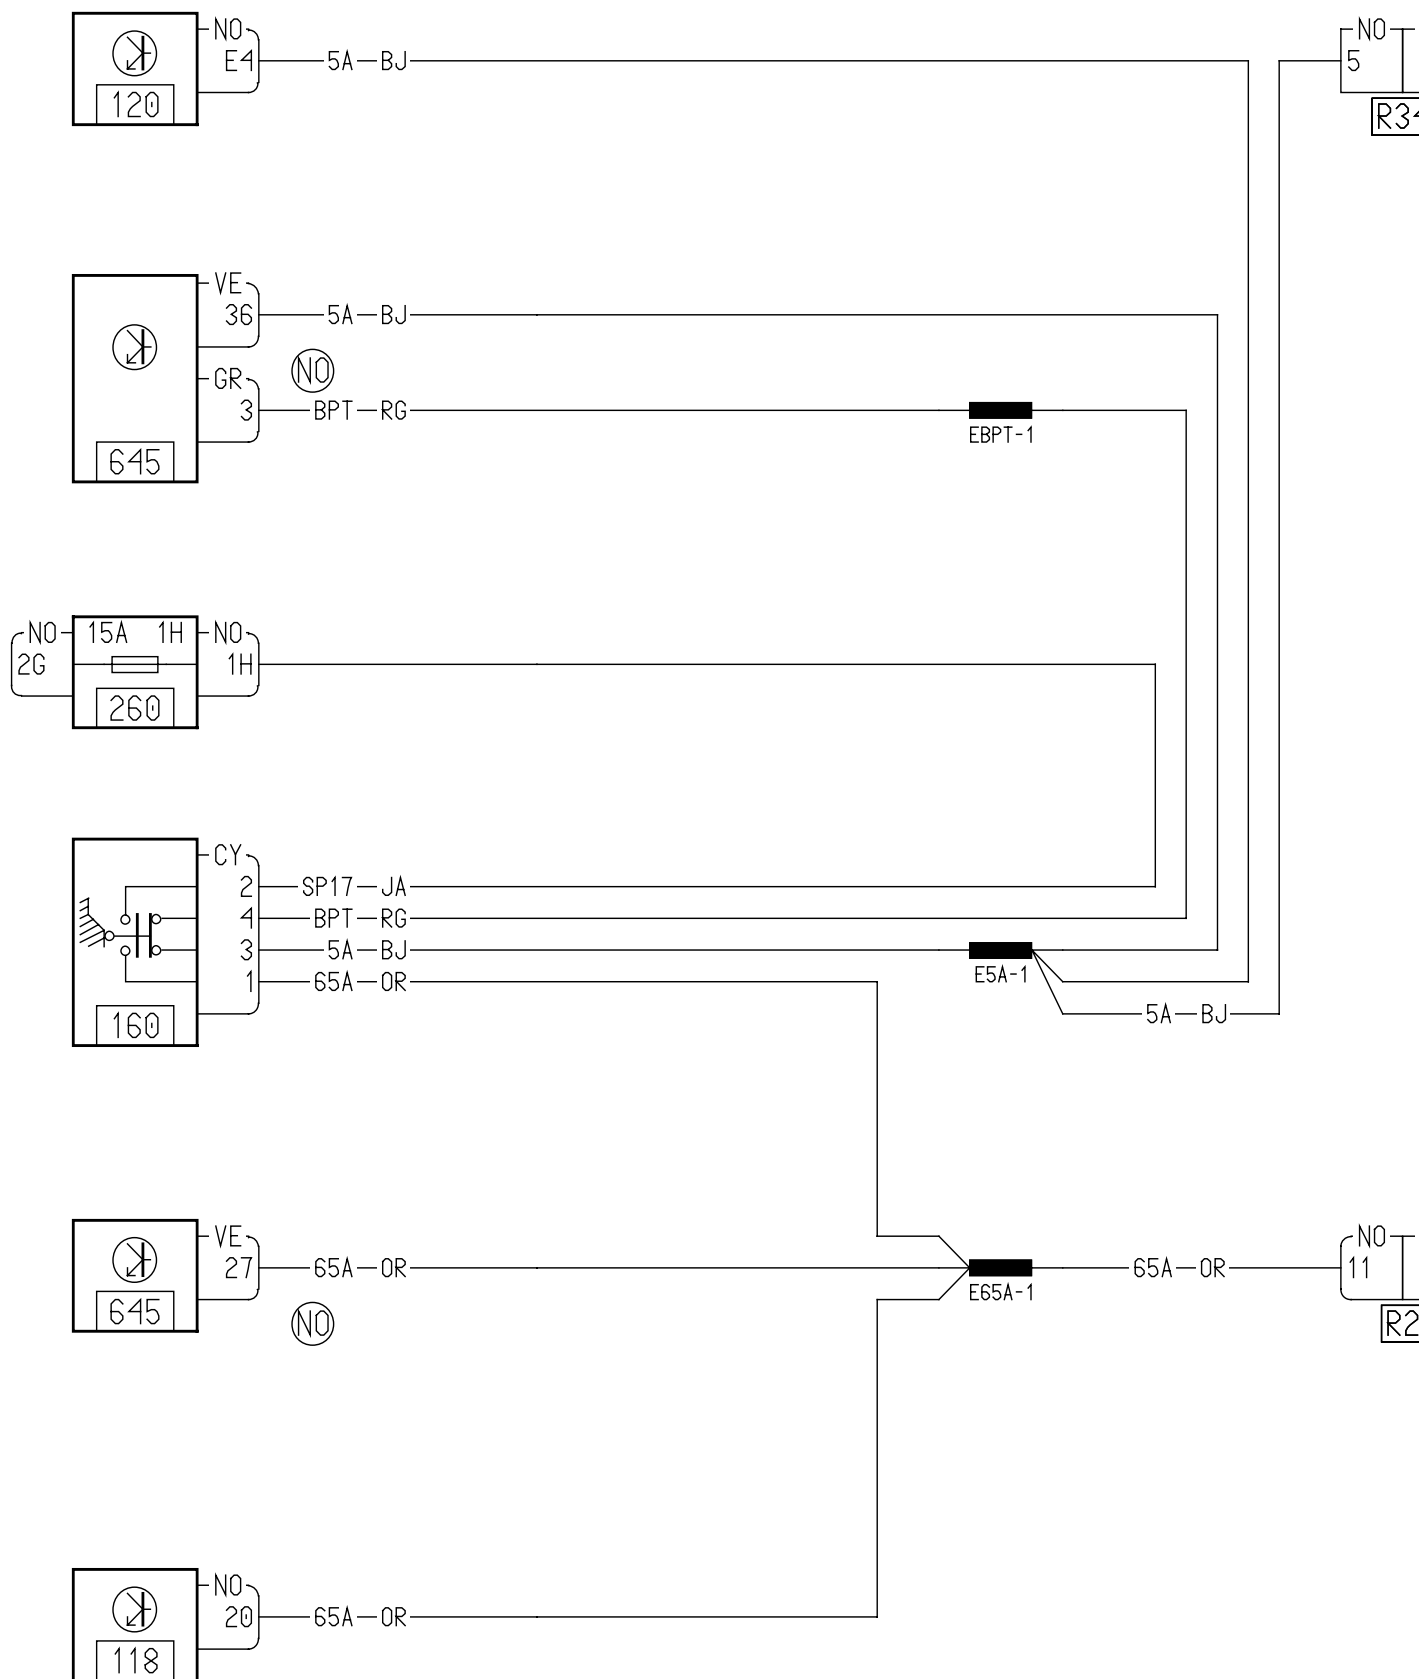 NO
NO
E4 5A BJ 5
120
R34
VE
36 5A BJ
NO
GR
3 BPT RG
EBPT-1
645
NO 15A 1H NO
2G 1H
260
CY
2 SP17 JA
4 BPT RG
3 5A BJ
E5A-1
1 65A OR
5A BJ
160
VE NO
27 65A OR 65A OR 11
E65A-1
645
NO
R2
NO
20 65A OR
118